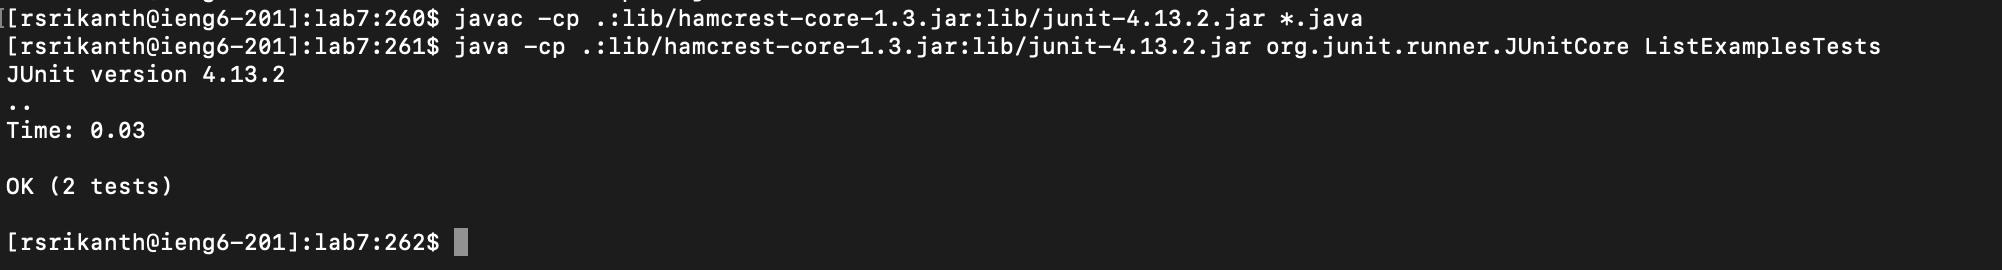 [rsrikanth@ieng6-201]:lab7:260$ javac -cp .:lib/hamcrest-core-1.3.jar:lib/junit-4.13.2.jar *.java
[rsrikanth@ieng6-201]:lab7:261$ java -cp .:lib/hamcrest-core-1.3.jar:lib/junit-4.13.2.jar org.junit.runner.JUnitCore ListExamplesTests
JUnit version 4.13.2
..
Time: 0.03
OK (2 tests)
[rsrikanth@ieng6-201]:lab7:262$